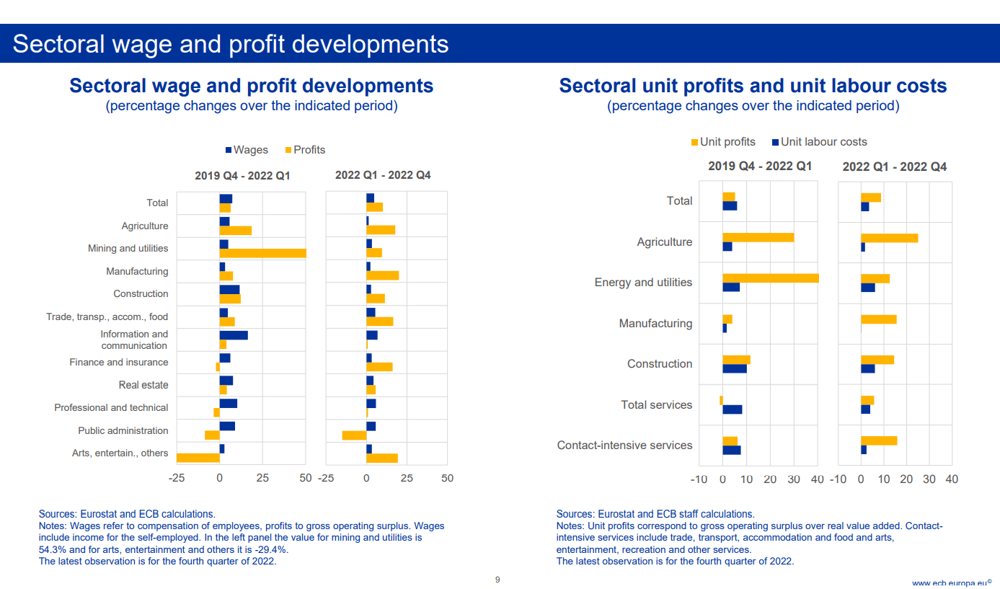 Sectoral wage and profit developments
Sectoral wage and profit developments
(percentage changes over the indicated period)
Wages Profits
2019 Q4 - 2022 Q1 2022 Q1 - 2022 Q4
Total
Agriculture
Mining and utilities
Manufacturing
Construction
Trade, transp., accom., food
Information and
communication
Finance and insurance
Real estate
Professional and technical
Public administration
Arts, entertain., others
-25 0 25 50 -25 0 25 50
Sources: Eurostat and ECB calculations.
Notes: Wages refer to compensation of employees, profits to gross operating surplus. Wages
include income for the self-employed. In the left panel the value for mining and utilities is
54.3% and for arts, entertainment and others it is -29.4%.
The latest observation is for the fourth quarter of 2022.
Sectoral unit profits and unit labour costs
(percentage changes over the indicated period)
Unit profits Unit labour costs
2019 Q4 - 2022 Q1 2022 Q1 - 2022 Q4
Total
Agriculture
Energy and utilities
Manufacturing
Construction
Total services
Contact-intensive services
-10 0 10 20 30 40 -10 0 10 20 30 40
Sources: Eurostat and ECB staff calculations.
Notes: Unit profits correspond to gross operating surplus over real value added. Contact-
intensive services include trade, transport, accommodation and food and arts,
entertainment, recreation and other services.
The latest observation is for the fourth quarter of 2022.
9
www.ecb.europa.eu©